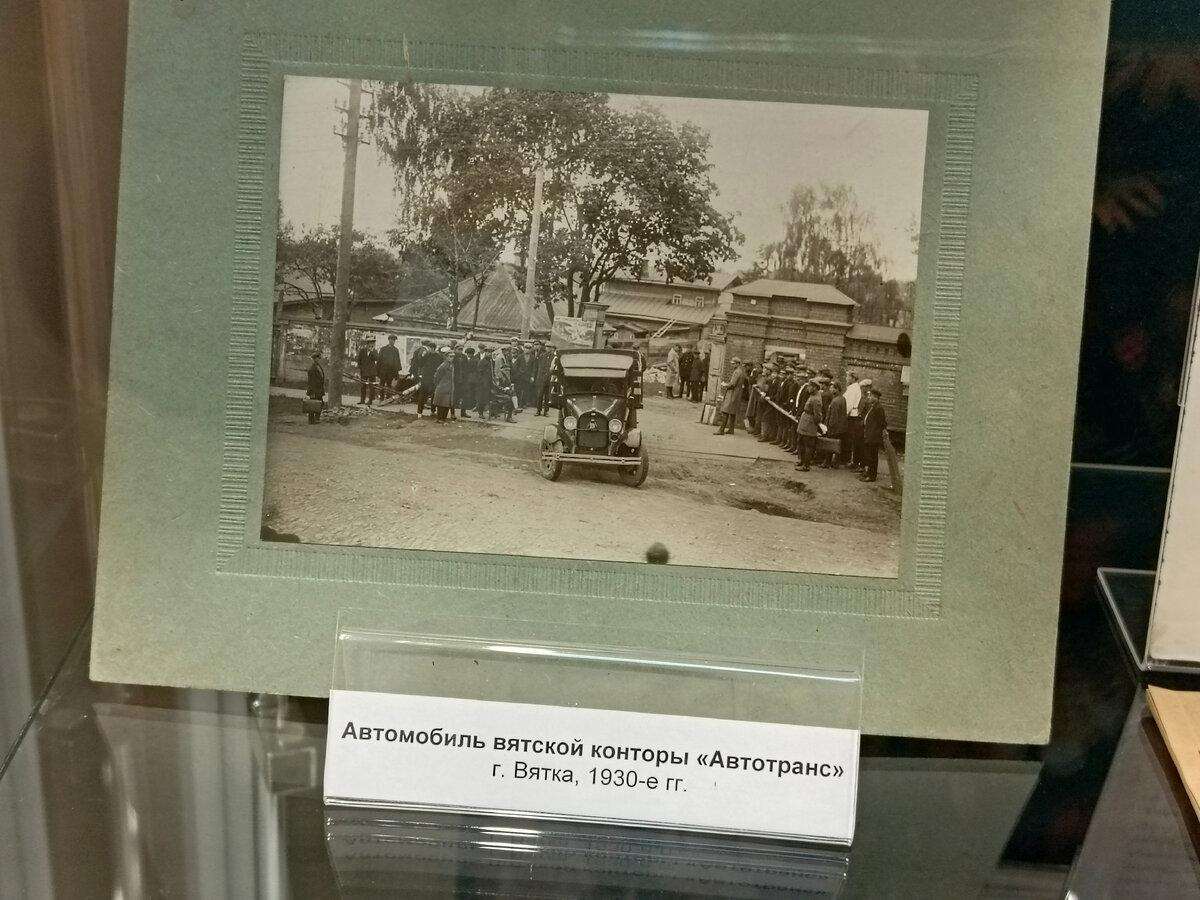 Автомобиль вятской конторы «Автотранс»
г. Вятка, 1930-е гг.